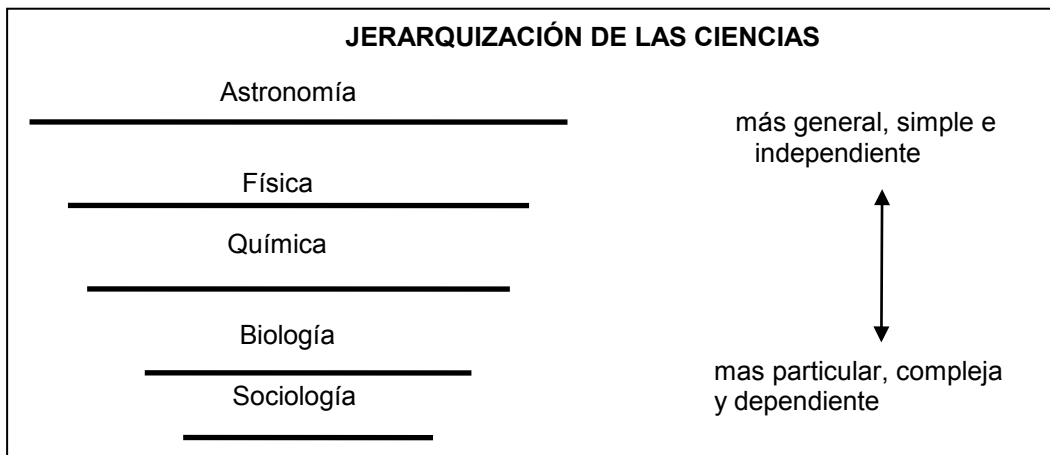 JERARQUIZACIÓN DE LAS CIENCIAS
Astronomía
más general, simple e
independiente
Física
Química
Biología
Sociología
mas particular, compleja
y dependiente